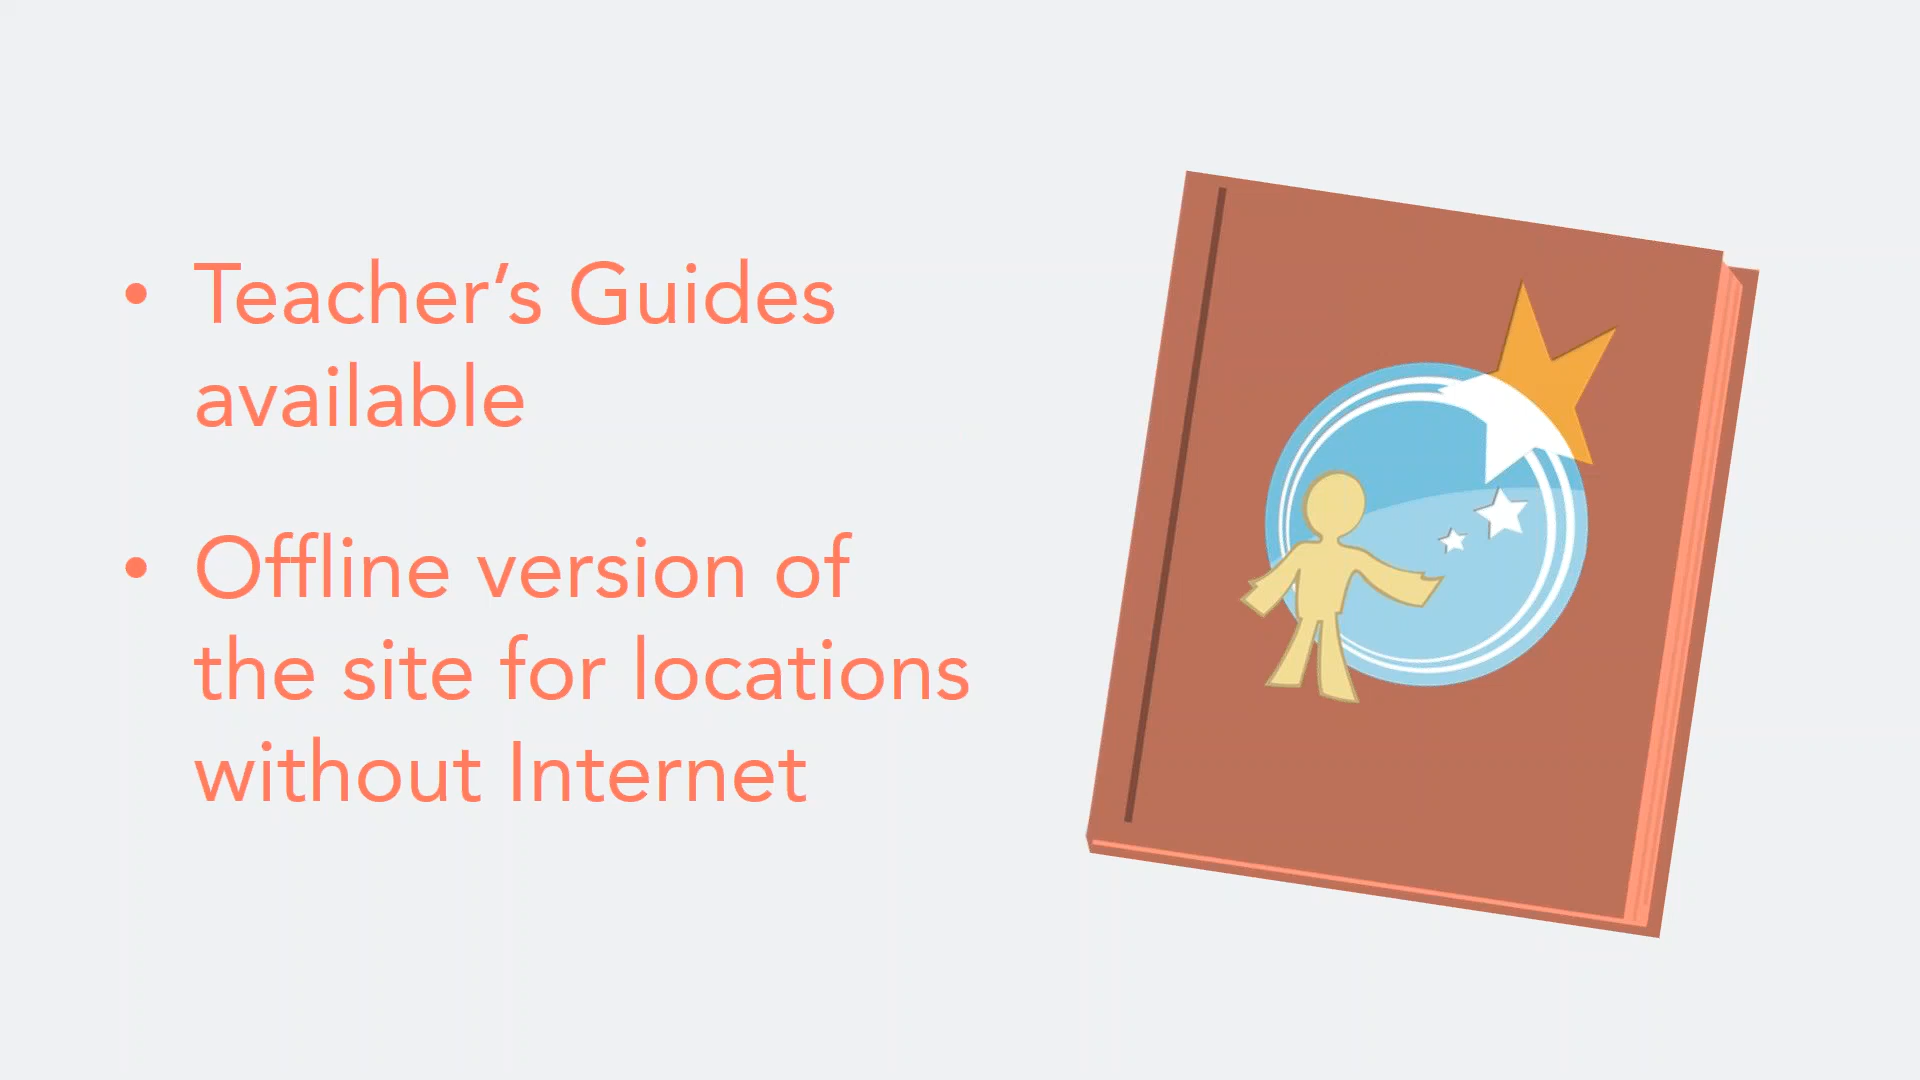 • Teacher’s Guides
available
• Offline version of
the site for locations
without Internet